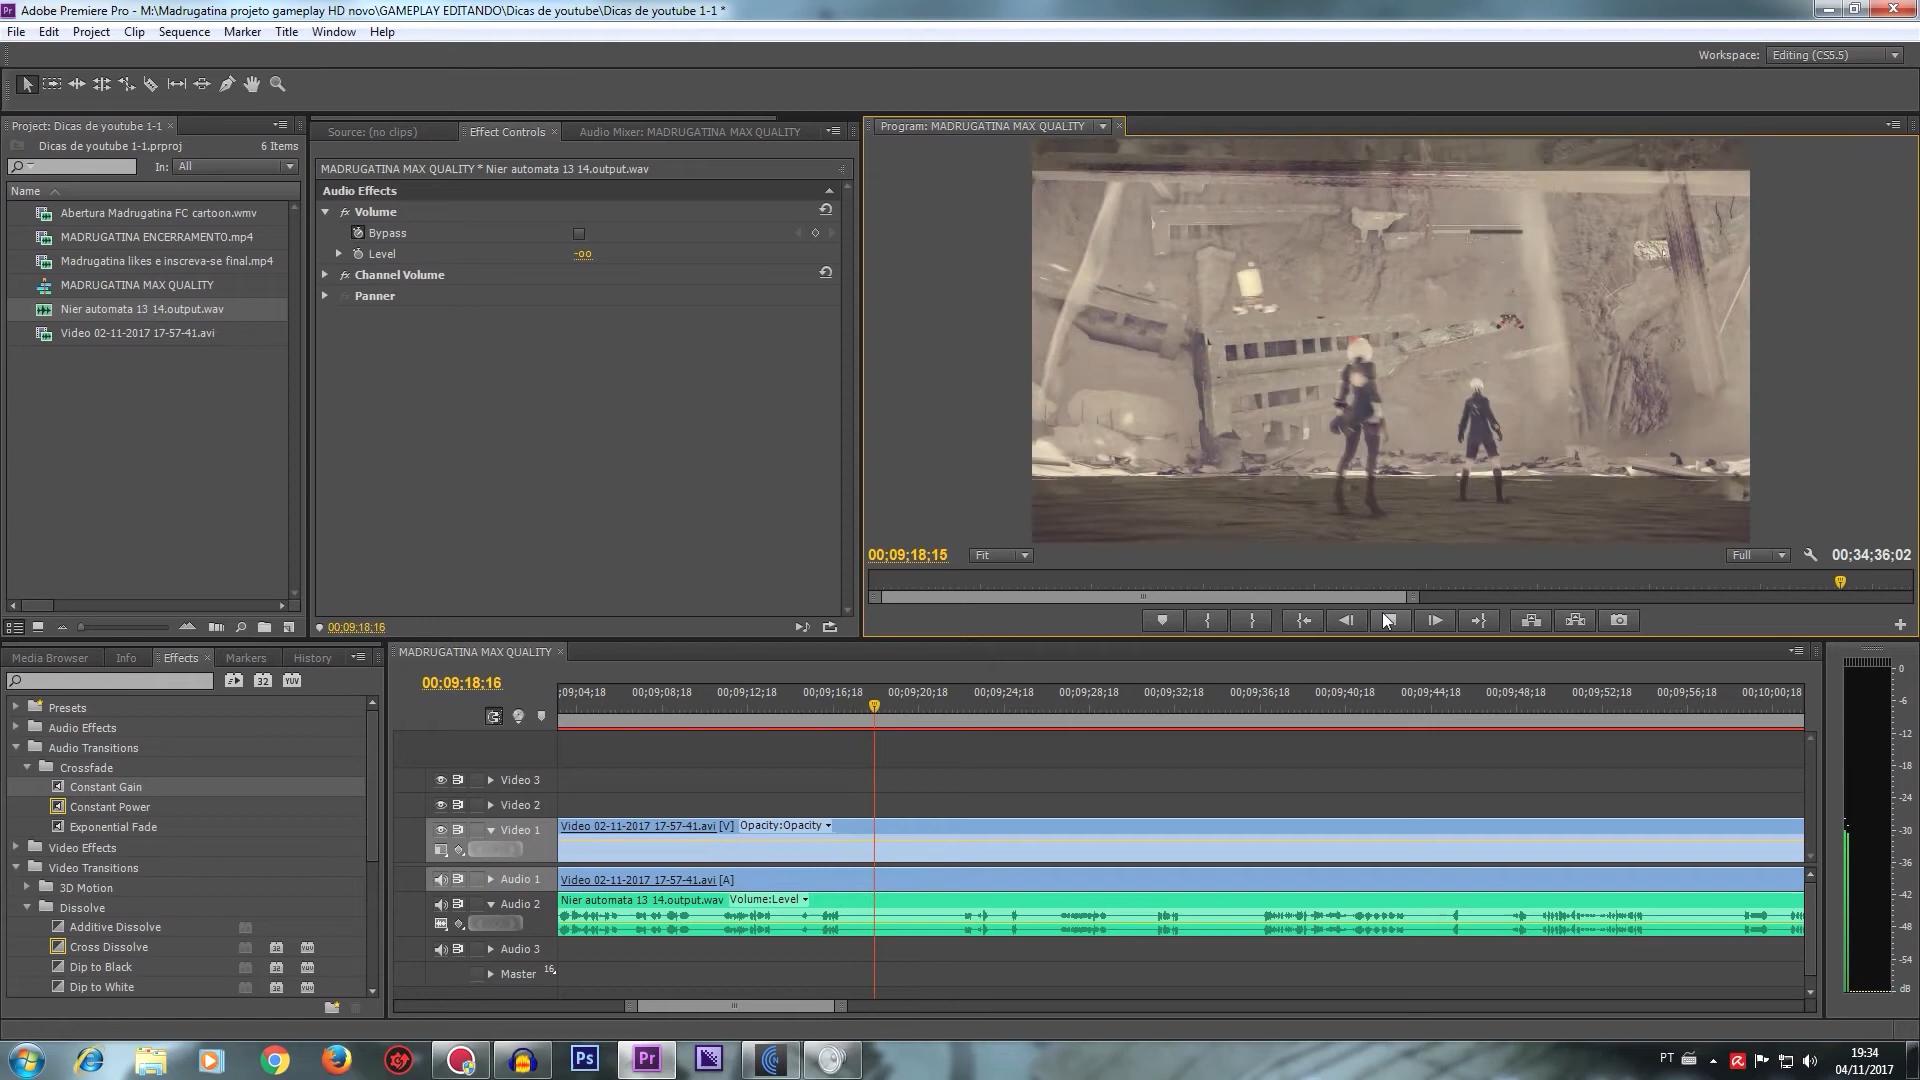 Adobe Premiere Pro - M:\Madrugatina projeto gameplay HD novo\GAMEPLAY EDITANDO\Dicas de youtube\Dicas de youtube 1-1 *
File Edit Project Clip Sequence Marker Title Window Help
Workspace: Editing (CS5.5)
Project: Dicas de youtube 1-1
Dicas de youtube 1-1.prproj 6 Items
In: All
Name
Abertura Madrugatina FC cartoon.wmv
MADRUGATINA ENCERRAMENTO.mp4
Madrugatina likes e inscreva-se final.mp4
MADRUGATINA MAX QUALITY
Nier automata 13 14.output.wav
Video 02-11-2017 17-57-41.avi
Source: (no clips) Effect Controls Audio Mixer: MADRUGATINA MAX QUALITY
MADRUGATINA MAX QUALITY * Nier automata 13 14.output.wav
Audio Effects
fx Volume
Bypass
Level -oo
fx Channel Volume
Panner
00;09;18;16
Program: MADRUGATINA MAX QUALITY
00;09;18;15 Fit Full 00;34;36;02
Media Browser Info Effects Markers History
32 YUV
Presets
Audio Effects
Audio Transitions
Crossfade
Constant Gain
Constant Power
Exponential Fade
Video Effects
Video Transitions
3D Motion
Dissolve
Additive Dissolve
Cross Dissolve 32 YUV
Dip to Black 32 YUV
Dip to White 32 YUV
MADRUGATINA MAX QUALITY
00;09;18;16
;09;04;18 00;09;08;18 00;09;12;18 00;09;16;18 00;09;20;18 00;09;24;18 00;09;28;18 00;09;32;18 00;09;36;18 00;09;40;18 00;09;44;18 00;09;48;18 00;09;52;18 00;09;56;18 00;10;00;18
Video 3
Video 2
Video 1 Video 02-11-2017 17-57-41.avi [V] Opacity:Opacity
Audio 1 Video 02-11-2017 17-57-41.avi [A]
Audio 2 Nier automata 13 14.output.wav Volume:Level
Audio 3
Master 16
0
-6
-12
-18
-24
-30
-36
-42
-48
-54
dB
Ps Pr
PT 19:34
04/11/2017